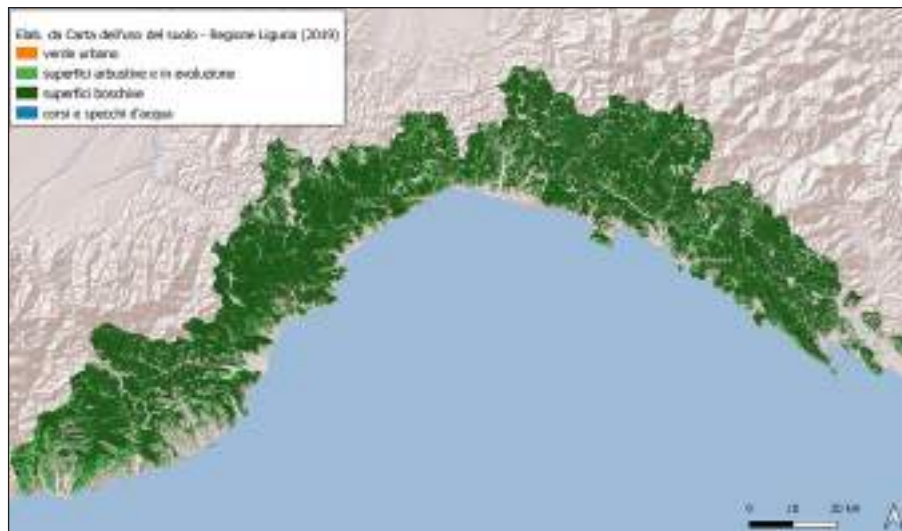 Elab. da Carta dell'uso del suolo - Regione Liguria (2019)
verde urbano
superfici arbustive e in evoluzione
superfici boschive
corsi e specchi d'acqua
0 10 20 km